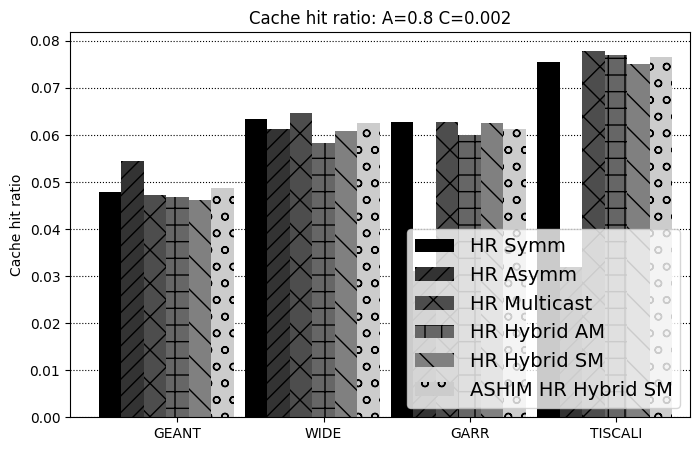 Cache hit ratio: A=0.8 C=0.002
Cache hit ratio
0.08
0.07
0.06
0.05
0.04
0.03
0.02
0.01
0.00
GEANT
WIDE
GARR
TISCALI
HR Symm
HR Asymm
HR Multicast
HR Hybrid AM
HR Hybrid SM
ASHIM HR Hybrid SM